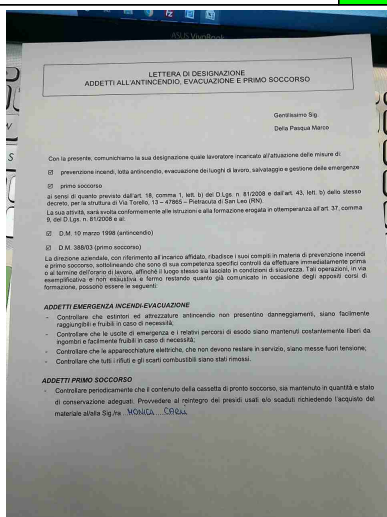 ASUS VivoBook
LETTERA DI DESIGNAZIONE
ADDETTI ALL'ANTINCENDIO, EVACUAZIONE E PRIMO SOCCORSO
Gentilissimo Sig.
Della Pasqua Marco
Con la presente, comunichiamo la sua designazione quale lavoratore incaricato all'attuazione delle misure di:
☑ prevenzione incendi, lotta antincendio, evacuazione dei luoghi di lavoro, salvataggio e gestione delle emergenze
☑ primo soccorso
ai sensi di quanto previsto dall'art. 18, comma 1, lett. b) del D.Lgs. n. 81/2008 e dall'art. 43, lett. b) dello stesso
decreto, per la struttura di Via Torello, 13 – 47865 – Pietracuta di San Leo (RN)
La sua attività, sarà svolta conformemente alle istruzioni e alla formazione erogata in ottemperanza all'art. 37, comma
9, del D.Lgs. n. 81/2008 e al:
☑ D.M. 10 marzo 1998 (antincendio)
☑ D.M. 388/03 (primo soccorso)
La direzione aziendale, con riferimento all'incarico affidato, ribadisce i suoi compiti in materia di prevenzione incendi
e primo soccorso, sottolineando che sono di sua competenza specifici controlli da effettuare immediatamente prima
o al termine dell'orario di lavoro, affinché il luogo stesso sia lasciato in condizioni di sicurezza. Tali operazioni, in via
esemplificativa e non esaustiva e fermo restando quanto già comunicato in occasione degli appositi corsi di
formazione, possono essere le seguenti:
ADDETTI EMERGENZA INCENDI-EVACUAZIONE
- Controllare che estintori ed attrezzature antincendio non presentino danneggiamenti, siano facilmente
raggiungibili e fruibili in caso di necessità;
- Controllare che le uscite di emergenza e i relativi percorsi di esodo siano mantenuti costantemente liberi da
ingombri e facilmente fruibili in caso di necessità;
- Controllare che le apparecchiature elettriche, che non devono restare in servizio, siano messe fuori tensione;
- Controllare che tutti i rifiuti e gli scarti combustibili siano stati rimossi.
ADDETTI PRIMO SOCCORSO
- Controllare periodicamente che il contenuto della cassetta di pronto soccorso, sia mantenuto in quantità e stato
di conservazione adeguati. Provvedere al reintegro dei presidi usati e/o scaduti richiedendo l'acquisto del
materiale al/alla Sig./ra MONICA